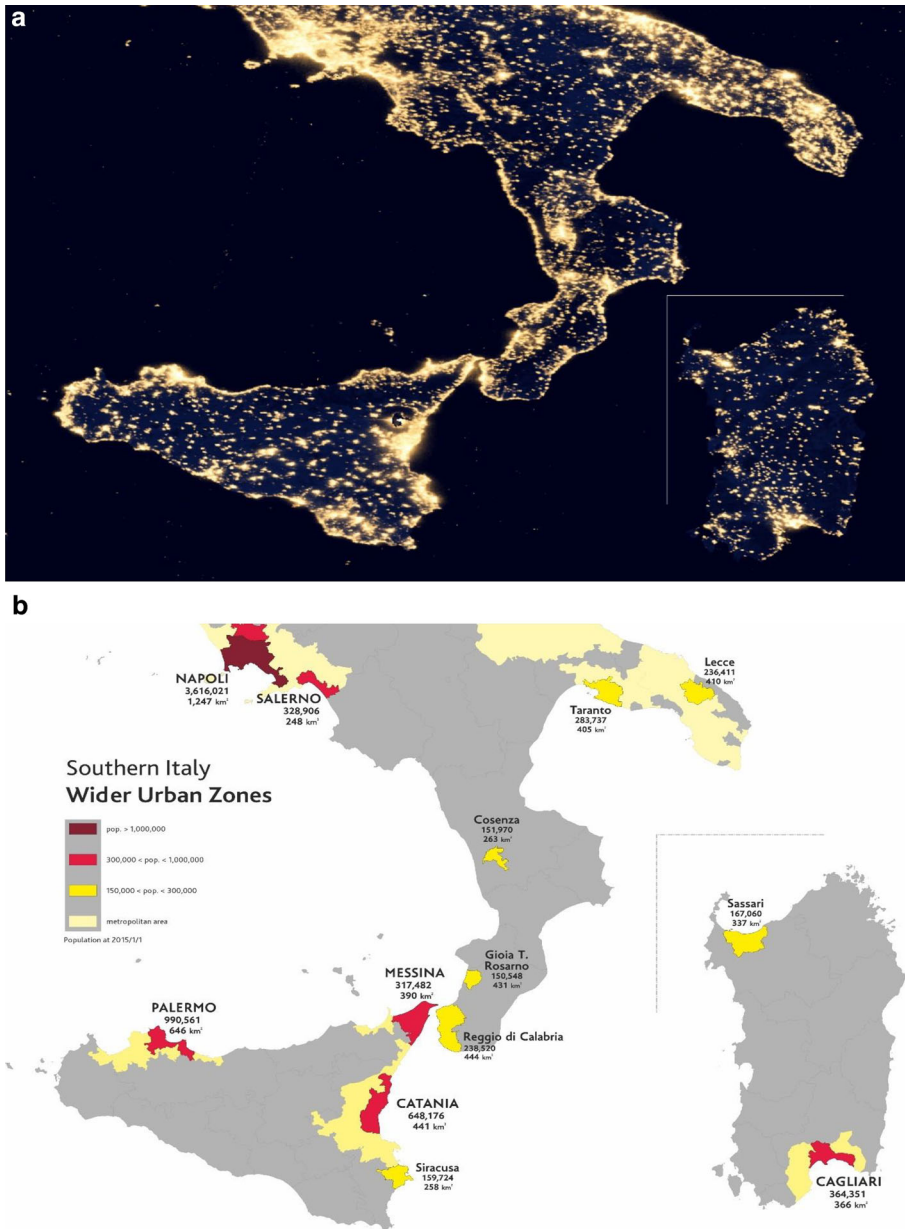 a
b
NAPOLI
3,616,021
1,247 km²
SALERNO
328,906
248 km²
Lecce
236,411
410 km²
Taranto
283,737
405 km²
Southern Italy
Wider Urban Zones
pop. > 1,000,000
300,000 < pop. < 1,000,000
150,000 < pop. < 300,000
metropolitan area
Population at 2015/1/1
Cosenza
151,970
263 km²
Sassari
167,060
337 km²
Gioia T.
Rosarno
150,548
431 km²
MESSINA
317,482
390 km²
PALERMO
990,561
646 km²
Reggio di Calabria
238,520
444 km²
CATANIA
648,176
441 km²
Siracusa
159,724
258 km²
CAGLIARI
364,351
366 km²